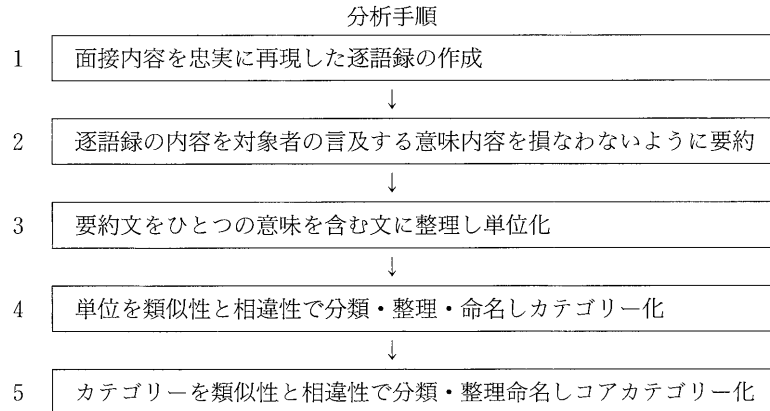 分析手順
1 面接内容を忠実に再現した逐語録の作成
↓
2 逐語録の内容を対象者の言及する意味内容を損なわないように要約
↓
3 要約文をひとつの意味を含む文に整理し単位化
↓
4 単位を類似性と相違性で分類・整理・命名しカテゴリー化
↓
5 カテゴリーを類似性と相違性で分類・整理命名しコアカテゴリー化